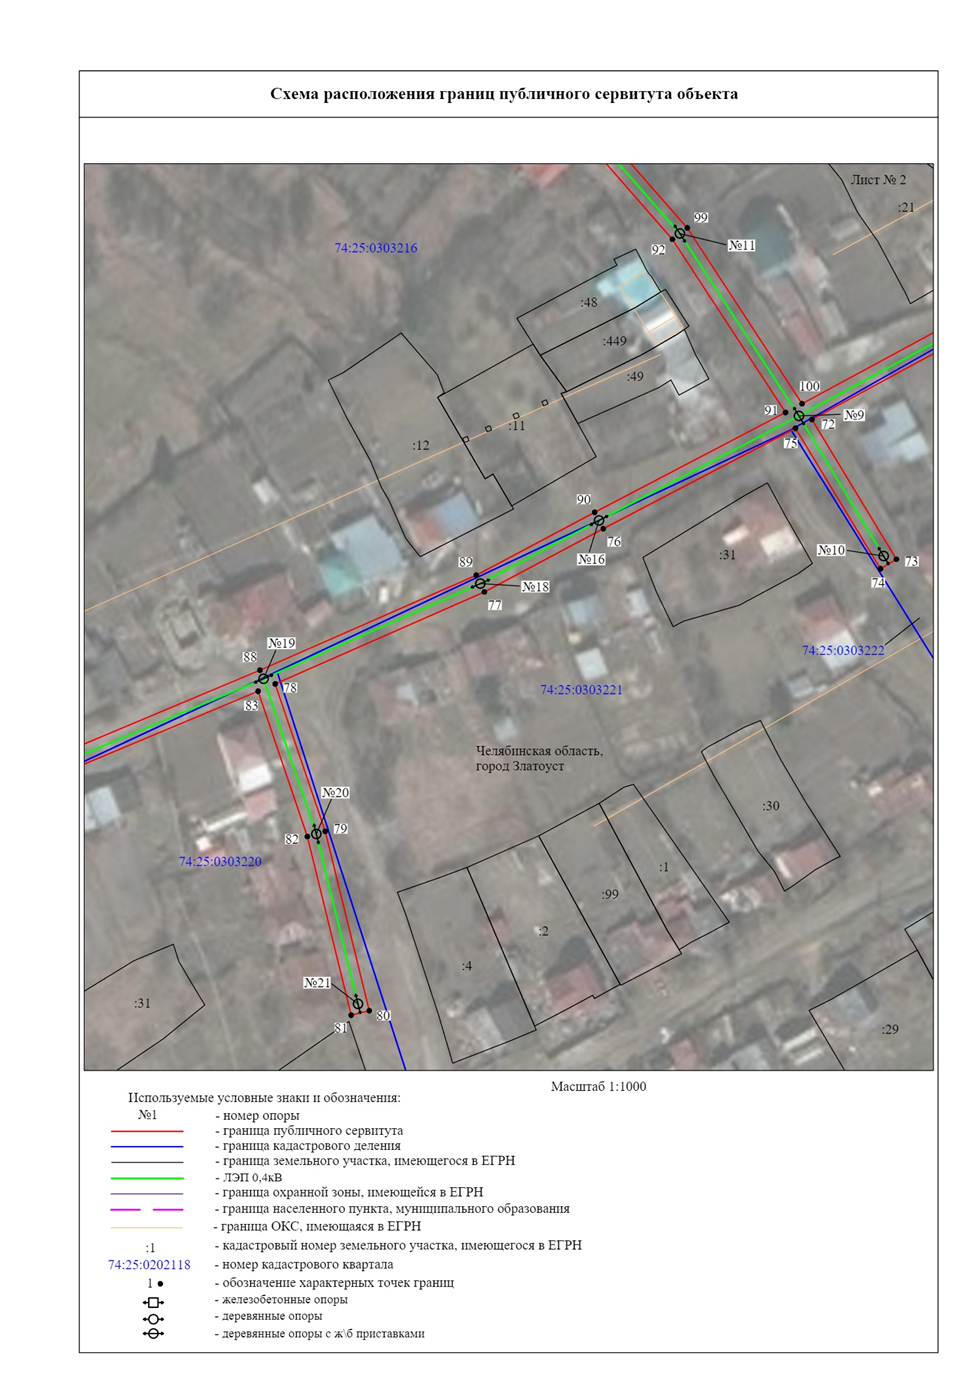 Схема расположения границ публичного сервитута объекта
Лист № 2
:21
99
92
№11
74:25:0303216
:48
:449
:49
100
91
№9
72
75
:11
:12
90
№16
76
:31
№10
73
74
89
№18
77
74:25:0303222
№19
88
78
83
74:25:0303221
Челябинская область,
город Златоуст
№20
79
82
:30
74:25:0303220
:1
:99
:2
:4
№21
:31
80
81
:29
Масштаб 1:1000
Используемые условные знаки и обозначения:
№1 - номер опоры
- граница публичного сервитута
- граница кадастрового деления
- граница земельного участка, имеющегося в ЕГРН
- ЛЭП 0,4кВ
- граница охранной зоны, имеющейся в ЕГРН
- граница населенного пункта, муниципального образования
- граница ОКС, имеющаяся в ЕГРН
:1 - кадастровый номер земельного участка, имеющегося в ЕГРН
74:25:0202118 - номер кадастрового квартала
1 - обозначение характерных точек границ
- железобетонные опоры
- деревянные опоры
- деревянные опоры с ж\б приставками